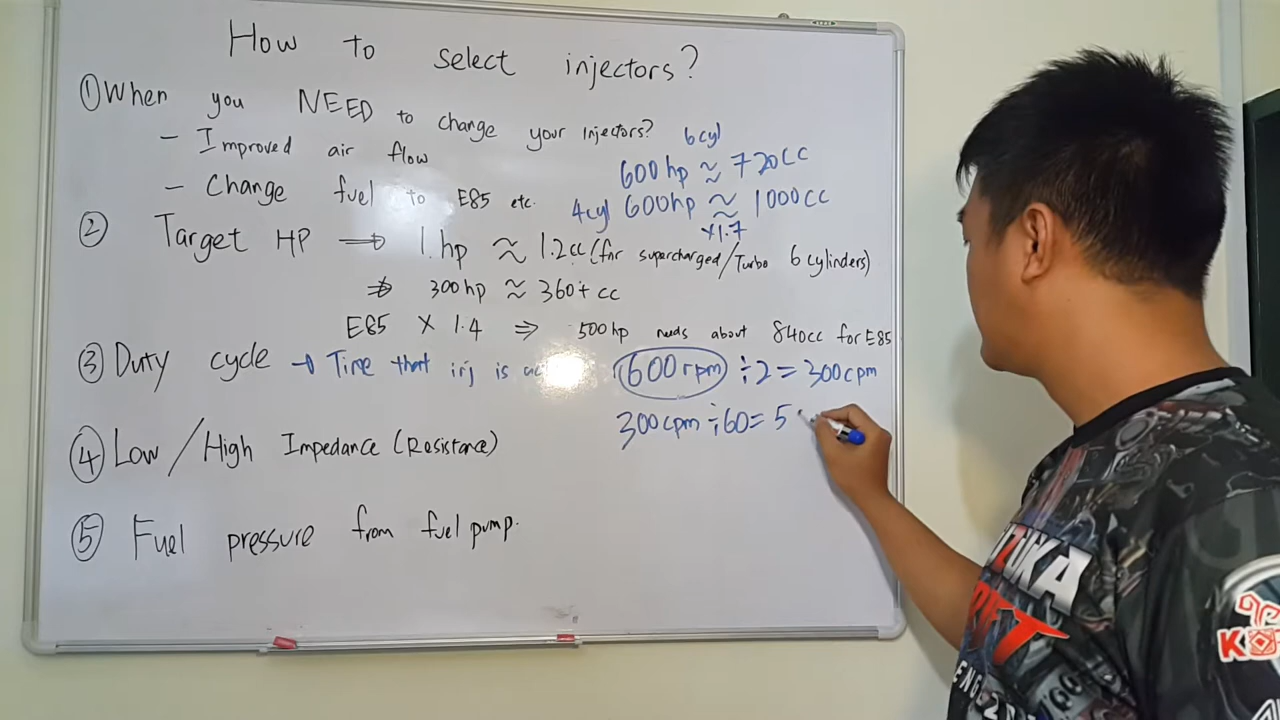 How to select injectors?
① When you NEED to change your Injectors?
- Improved air flow
- Change fuel to E85 etc.
6cyl
600hp ≈ 720cc
4cyl 600hp ≈ 1000cc
x1.7
② Target HP → 1hp ≈ 1.2cc (for supercharged/Turbo 6 cylinders)
⇒ 300hp ≈ 360+ cc
E85 X 1.4 ⇒ 500hp needs about 840cc for E85
③ Duty cycle → Time that inj is
600rpm ÷2 = 300cpm
300cpm ÷60= 5
④ Low/High Impedance (Resistance)
⑤ Fuel pressure from fuel pump.